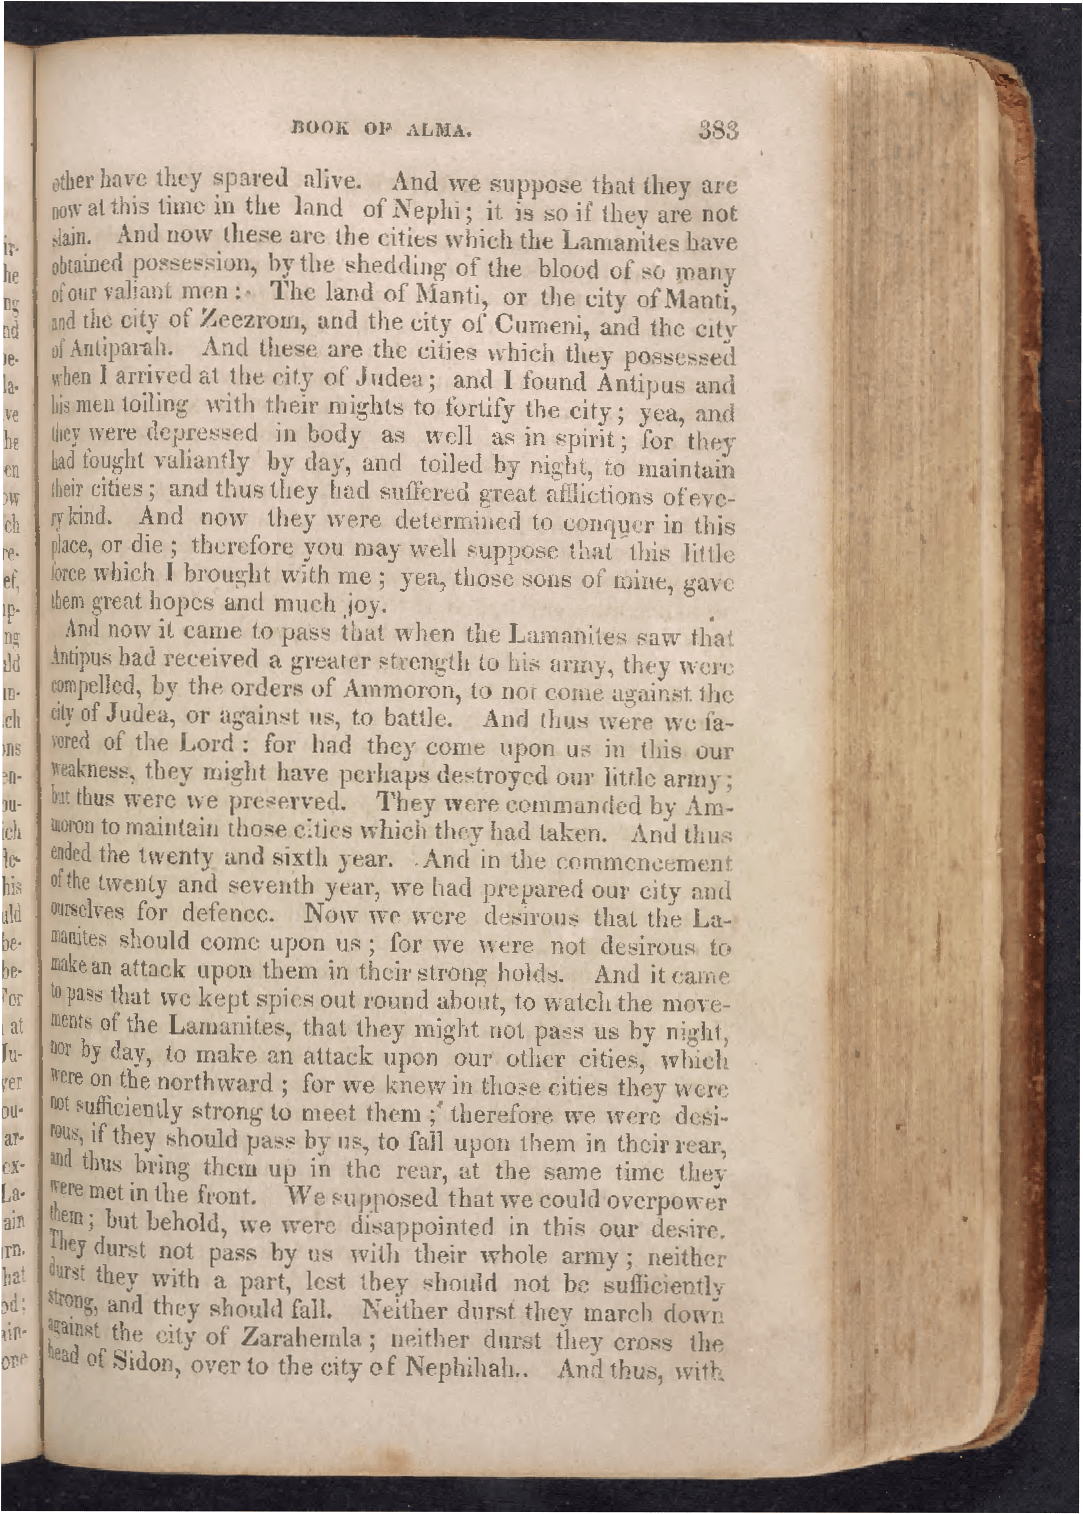 BOOK OF ALMA. 383
other have they spared alive. And we suppose that they are
now at this time in the land of Nephi; it is so if they are not
slain. And now these are the cities which the Lamanites have
obtained possession, by the shedding of the blood of so many
of our valiant men: The land of Manti, or the city of Manti,
and the city of Zeezrom, and the city of Cumeni, and the city
of Antiparah. And these are the cities which they possessed
when I arrived at the city of Judea; and I found Antipus and
his men toiling with their mights to fortify the city; yea, and
they were depressed in body as well as in spirit; for they
had fought valiantly by day, and toiled by night, to maintain
their cities; and thus they had suffered great afflictions of eve-
ry kind. And now they were determined to conquer in this
place, or die; therefore you may well suppose that this little
force which I brought with me; yea, those sons of mine, gave
them great hopes and much joy.
And now it came to pass that when the Lamanites saw that
Antipus had received a greater strength to his army, they were
compelled, by the orders of Ammoron, to not come against the
city of Judea, or against us, to battle. And thus were we fa-
vored of the Lord: for had they come upon us in this our
weakness, they might have perhaps destroyed our little army;
but thus were we preserved. They were commanded by Am-
moron to maintain those cities which they had taken. And thus
ended the twenty and sixth year. And in the commencement
of the twenty and seventh year, we had prepared our city and
ourselves for defence. Now we were desirous that the La-
manites should come upon us; for we were not desirous to
make an attack upon them in their strong holds. And it came
to pass that we kept spies out round about, to watch the move-
ments of the Lamanites, that they might not pass us by night,
nor by day, to make an attack upon our other cities, which
were on the northward; for we knew in those cities they were
not sufficiently strong to meet them; therefore we were desi-
rous, if they should pass by us, to fall upon them in their rear,
and thus bring them up in the rear, at the same time they
were met in the front. We supposed that we could overpower
them; but behold, we were disappointed in this our desire.
They durst not pass by us with their whole army; neither
durst they with a part, lest they should not be sufficiently
strong, and they should fall. Neither durst they march down
against the city of Zarahemla; neither durst they cross the
head of Sidon, over to the city of Nephihah.. And thus, with